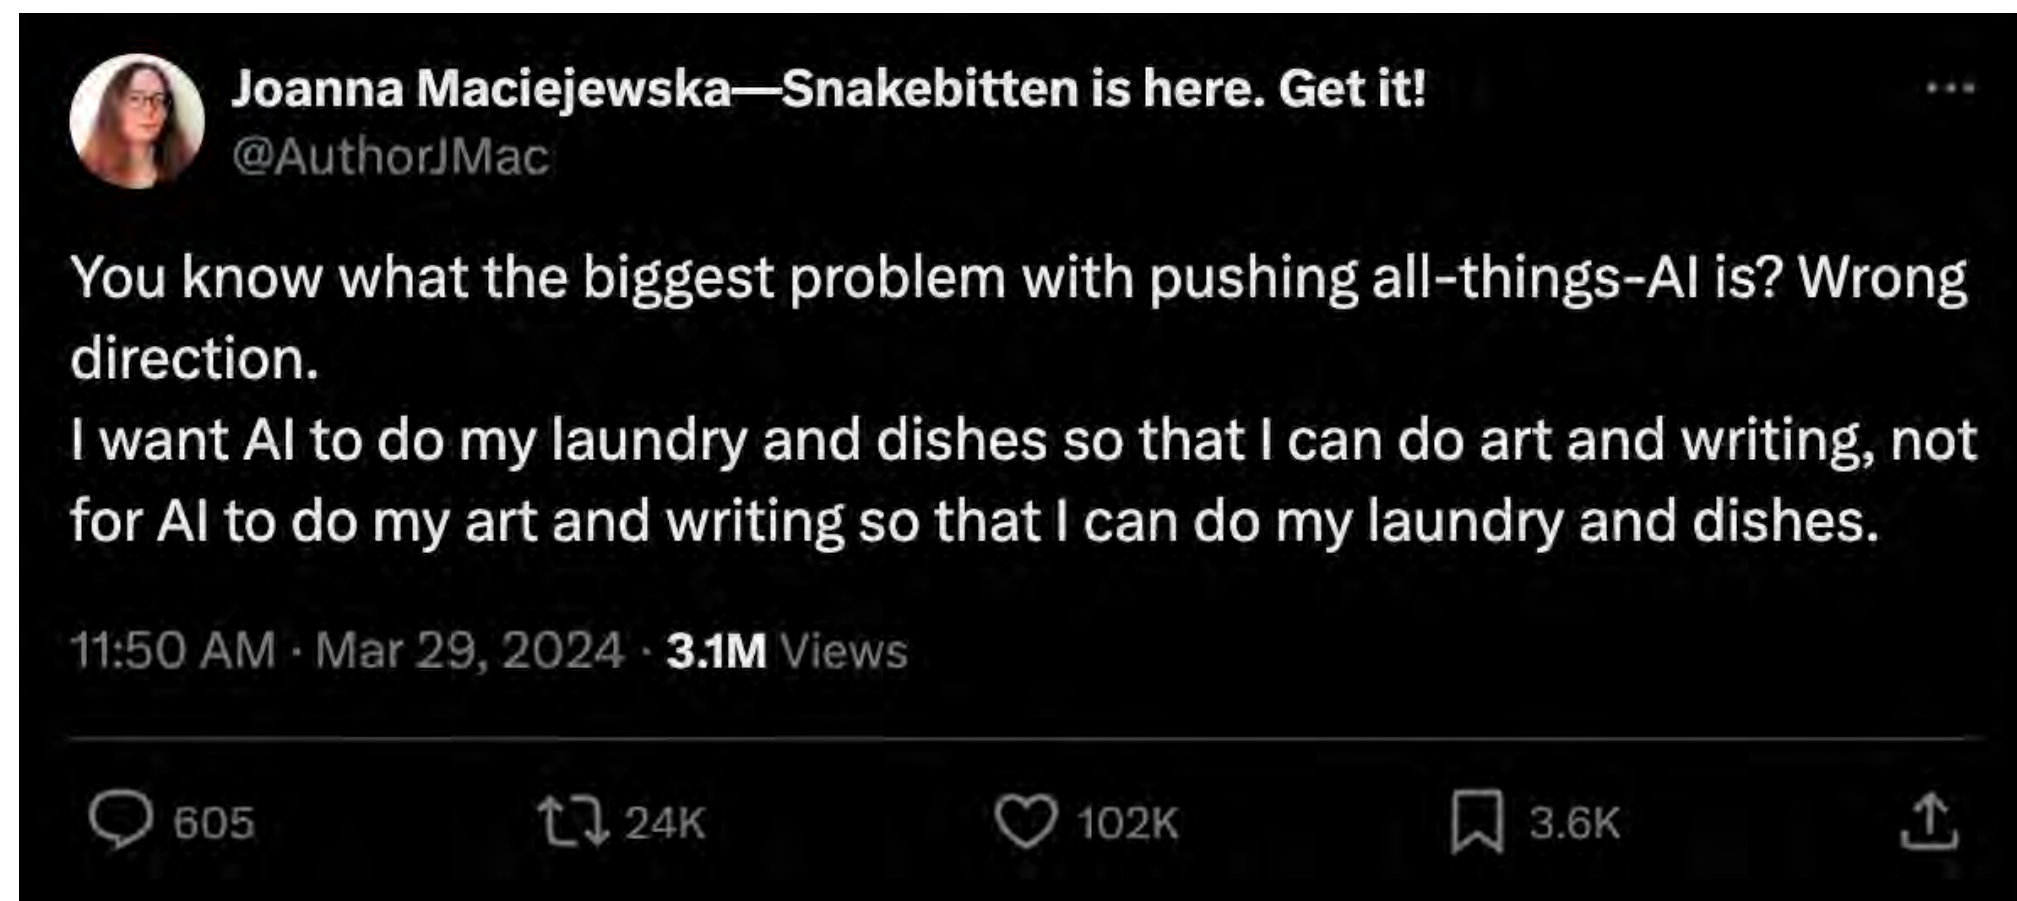 Joanna Maciejewska—Snakebitten is here. Get it!
@AuthorJMac
You know what the biggest problem with pushing all-things-AI is? Wrong
direction.
I want AI to do my laundry and dishes so that I can do art and writing, not
for AI to do my art and writing so that I can do my laundry and dishes.
11:50 AM · Mar 29, 2024 · 3.1M Views
605 24K 102K 3.6K